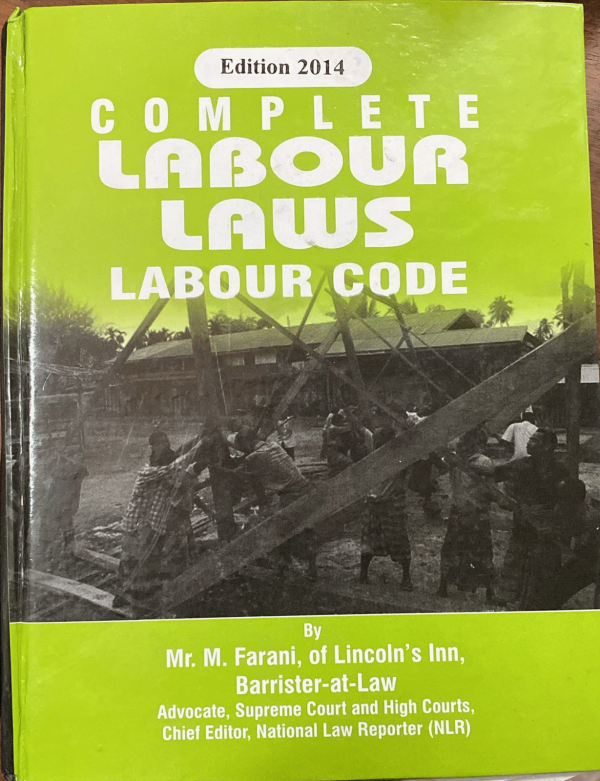 Edition 2014
COMPLETE
LABOUR
LAWS
LABOUR CODE
By
Mr. M. Farani, of Lincoln's Inn,
Barrister-at-Law
Advocate, Supreme Court and High Courts,
Chief Editor, National Law Reporter (NLR)